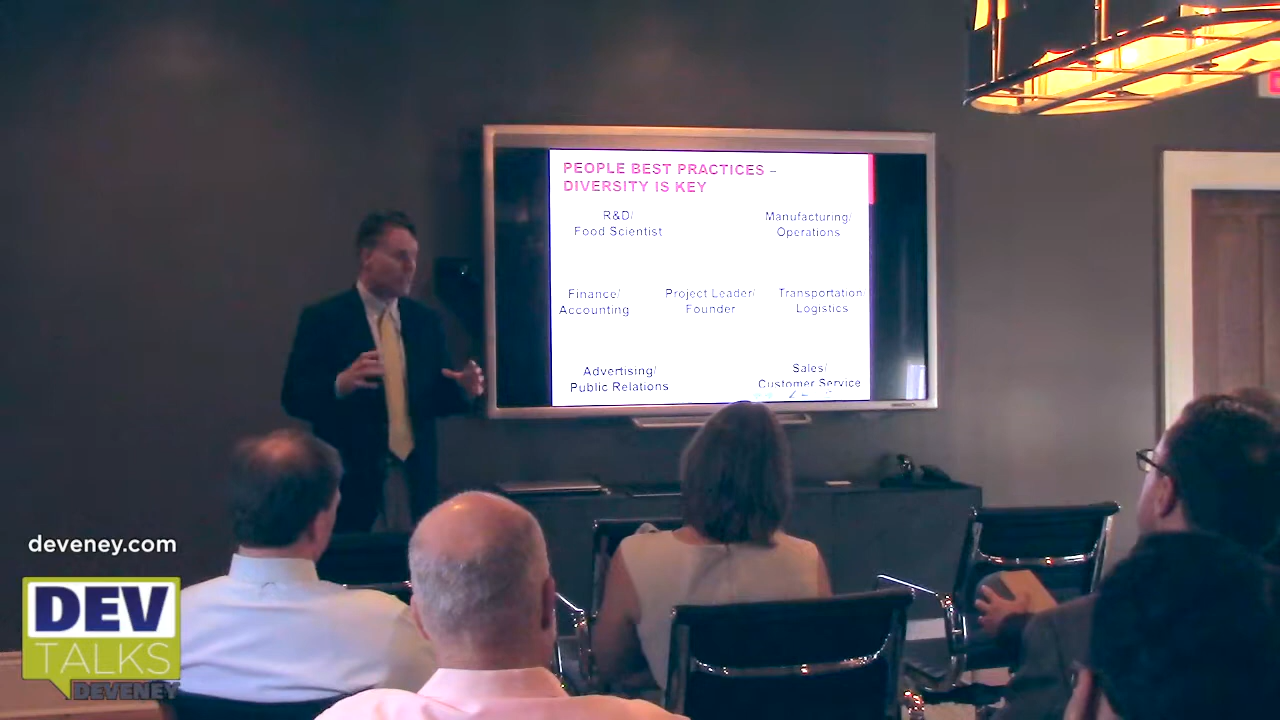 PEOPLE BEST PRACTICES –
DIVERSITY IS KEY
R&D/
Food Scientist
Manufacturing/
Operations
Finance/
Accounting
Project Leader/
Founder
Transportation/
Logistics
Advertising/
Public Relations
Sales/
Customer Service
deveney.com
DEV
TALKS
DEVENEY